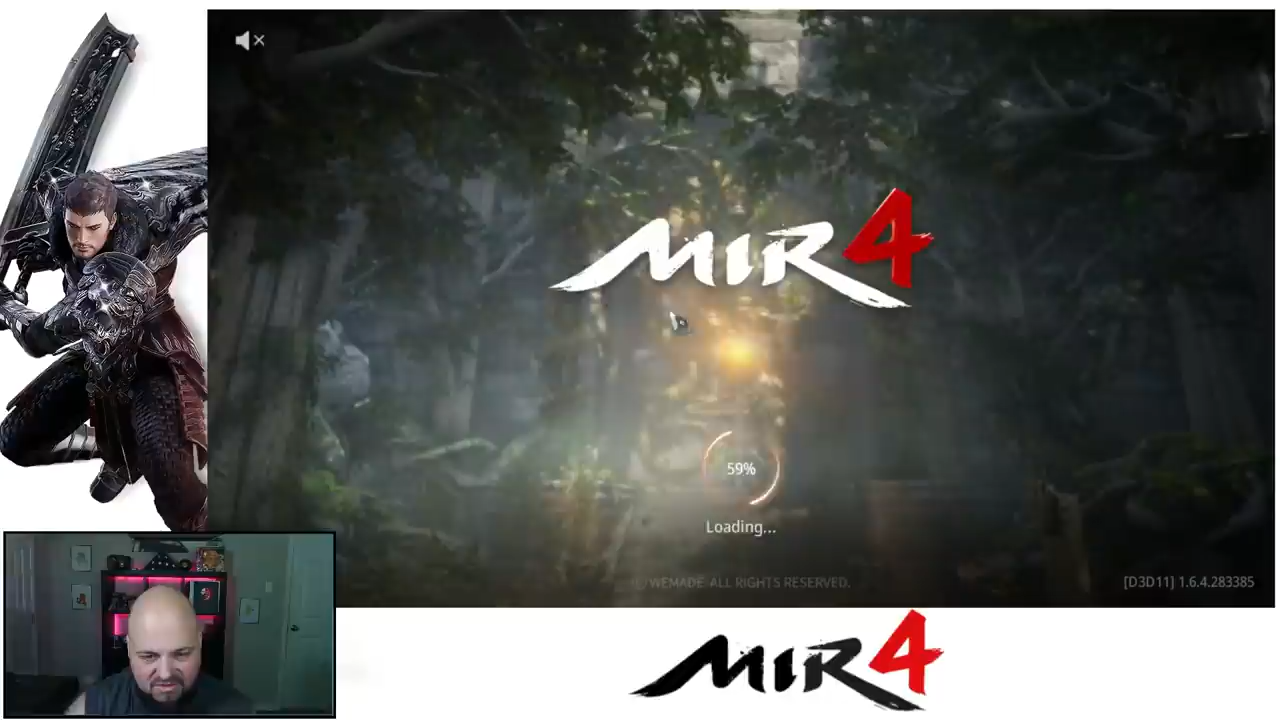 MIR4
59%
Loading...
WEMADE ALL RIGHTS RESERVED.
[D3D11] 1.6.4.283385
MIR4